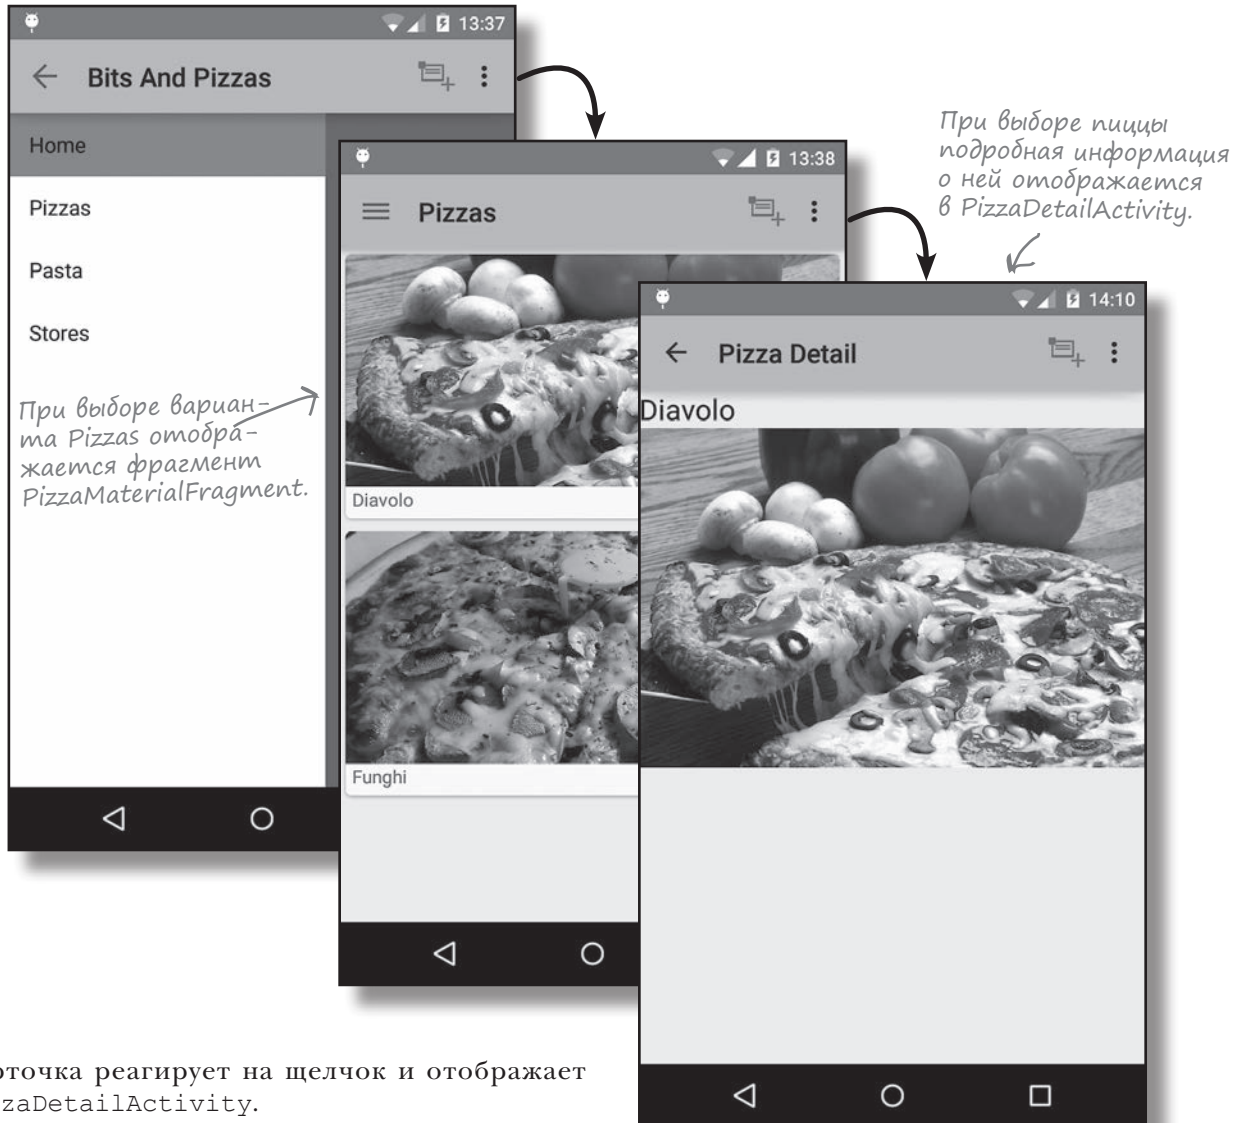 13:37
Bits And Pizzas
Home
Pizzas
Pasta
Stores
При выборе вариан-
та Pizzas отобра-
жается фрагмент
PizzaMaterialFragment.
13:38
Pizzas
Diavolo
Funghi
При выборе пиццы
подробная информация
о ней отображается
в PizzaDetailActivity.
14:10
Pizza Detail
Diavolo
рточка реагирует на щелчок и отображает
zzaDetailActivity.